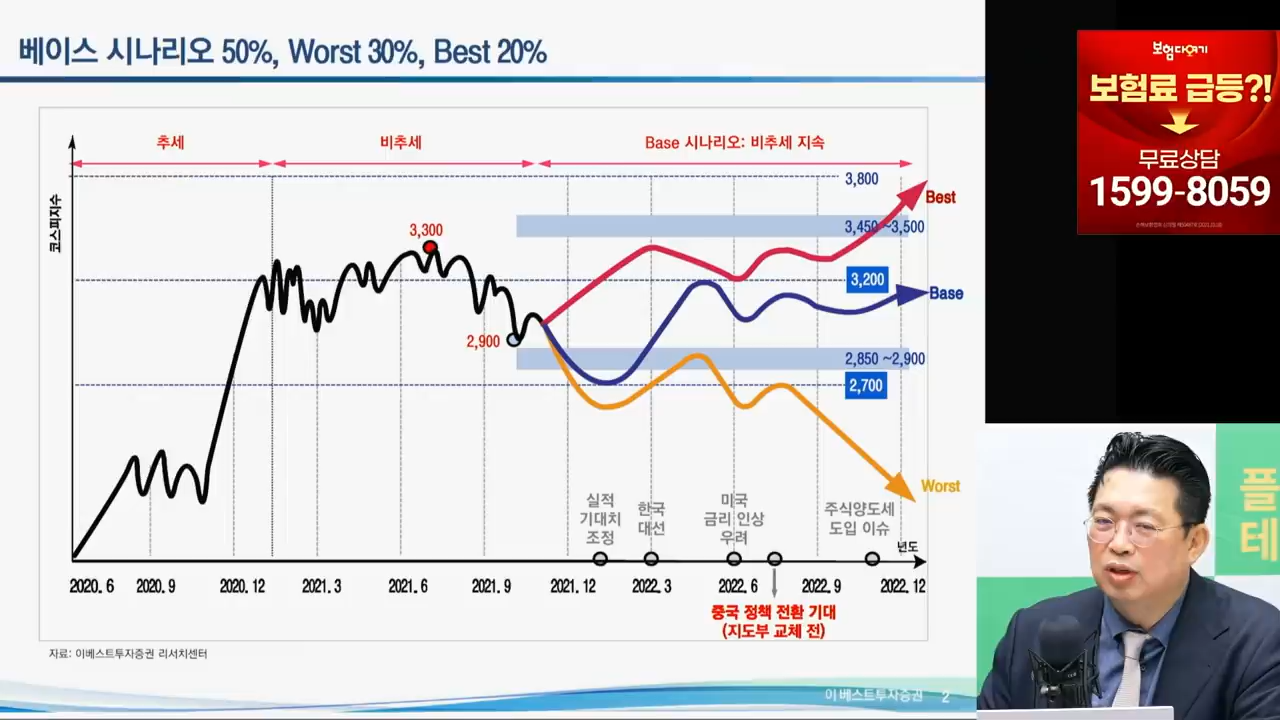 베이스 시나리오 50%, Worst 30%, Best 20%
추세
비추세
Base 시나리오: 비추세 지속
코스피지수
3,800
Best
3,450 ~3,500
3,300
3,200
Base
2,900
2,850 ~2,900
2,700
Worst
실적
기대치
조정
한국
대선
미국
금리 인상
우려
주식양도세
도입 이슈
년도
2020. 6
2020. 9
2020. 12
2021. 3
2021. 6
2021. 9
2021. 12
2022. 3
2022. 6
2022. 9
2022. 12
중국 정책 전환 기대
(지도부 교체 전)
자료: 이베스트투자증권 리서치센터
이베스트투자증권 2
보험다여기
보험료 급등?!
무료상담
1599-8059
플
테